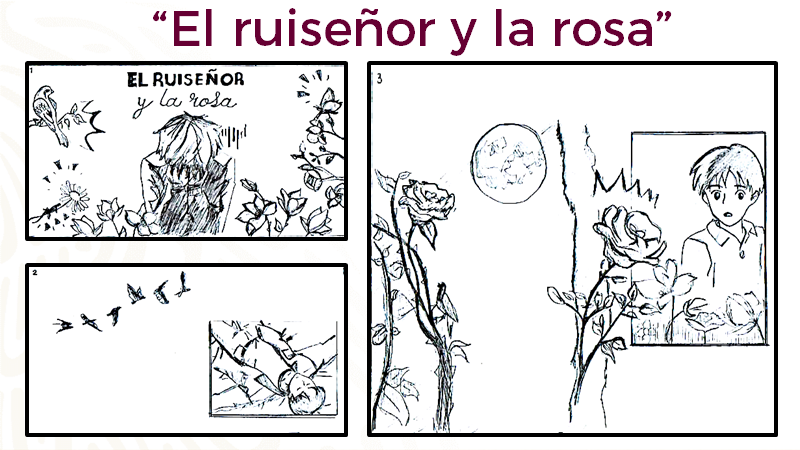 “El ruiseñor y la rosa”
1
EL RUISEÑOR
y la rosa
2
3